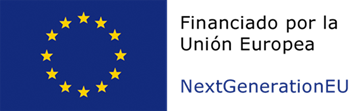 Financiado por la
Unión Europea
NextGenerationEU